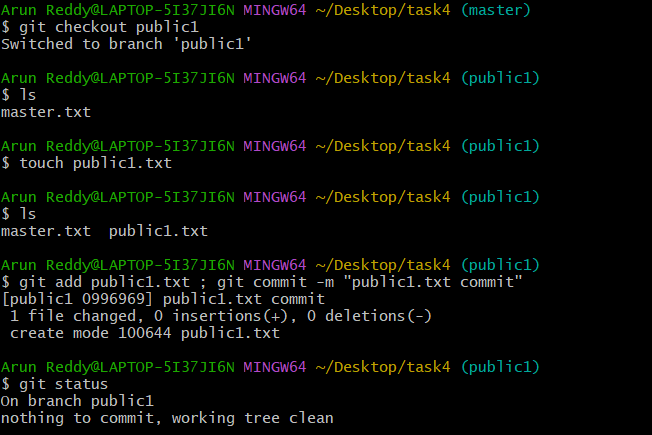 Arun Reddy@LAPTOP-5I37JI6N MINGW64 ~/Desktop/task4 (master)
$ git checkout public1
Switched to branch 'public1'
Arun Reddy@LAPTOP-5I37JI6N MINGW64 ~/Desktop/task4 (public1)
$ ls
master.txt
Arun Reddy@LAPTOP-5I37JI6N MINGW64 ~/Desktop/task4 (public1)
$ touch public1.txt
Arun Reddy@LAPTOP-5I37JI6N MINGW64 ~/Desktop/task4 (public1)
$ ls
master.txt  public1.txt
Arun Reddy@LAPTOP-5I37JI6N MINGW64 ~/Desktop/task4 (public1)
$ git add public1.txt ; git commit -m "public1.txt commit"
[public1 0996969] public1.txt commit
 1 file changed, 0 insertions(+), 0 deletions(-)
 create mode 100644 public1.txt
Arun Reddy@LAPTOP-5I37JI6N MINGW64 ~/Desktop/task4 (public1)
$ git status
On branch public1
nothing to commit, working tree clean